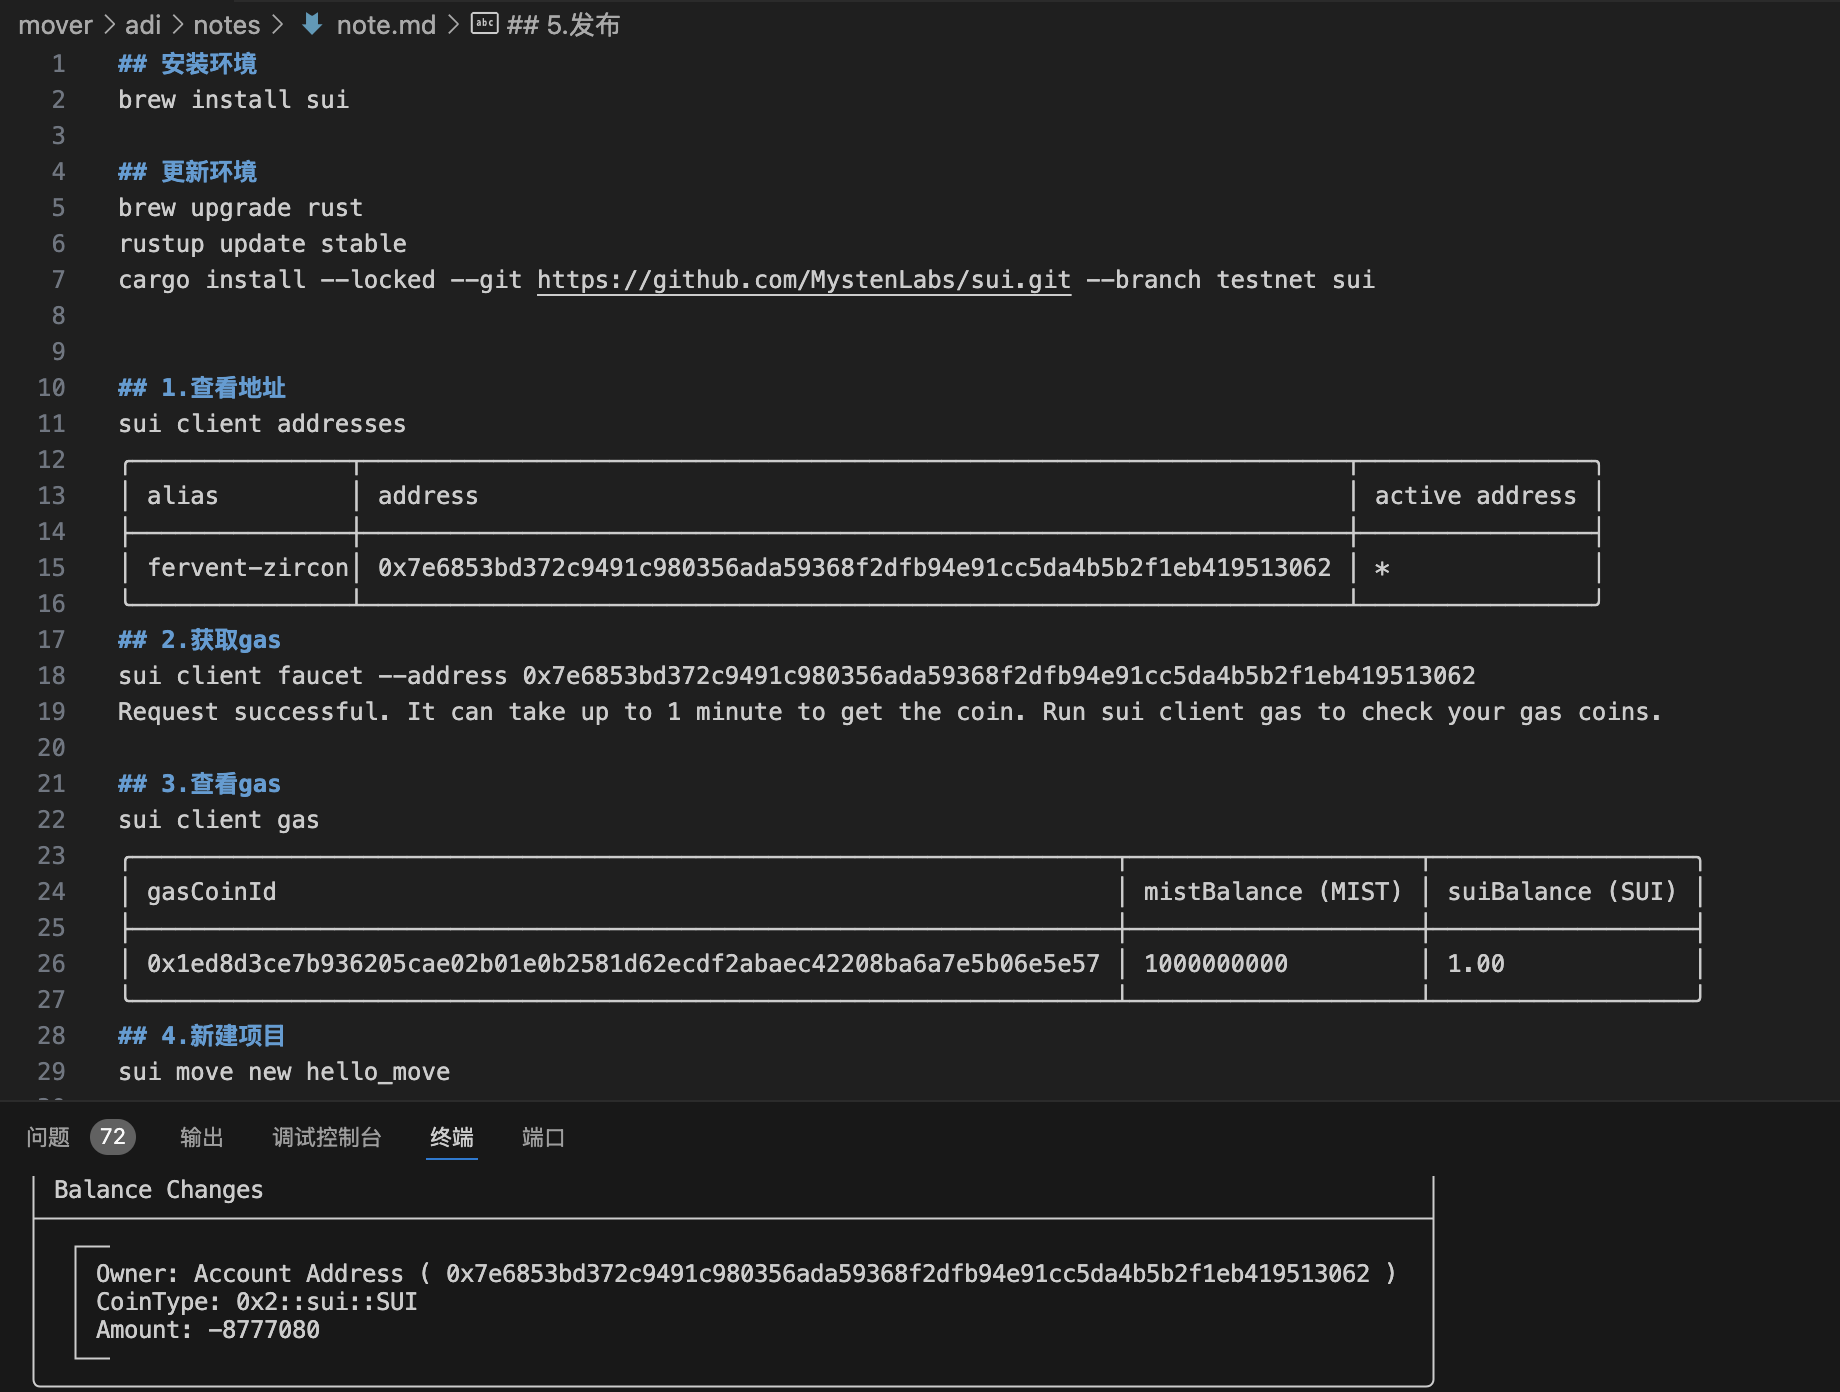 mover > adi > notes > note.md > ## 5.发布
1 ## 安装环境
2 brew install sui
3
4 ## 更新环境
5 brew upgrade rust
6 rustup update stable
7 cargo install --locked --git https://github.com/MystenLabs/sui.git --branch testnet sui
8
9
10 ## 1.查看地址
11 sui client addresses
12
13 alias address active address
14
15 fervent-zircon 0x7e6853bd372c9491c980356ada59368f2dfb94e91cc5da4b5b2f1eb419513062 *
16
17 ## 2.获取gas
18 sui client faucet --address 0x7e6853bd372c9491c980356ada59368f2dfb94e91cc5da4b5b2f1eb419513062
19 Request successful. It can take up to 1 minute to get the coin. Run sui client gas to check your gas coins.
20
21 ## 3.查看gas
22 sui client gas
23
24 gasCoinId mistBalance (MIST) suiBalance (SUI)
25
26 0x1ed8d3ce7b936205cae02b01e0b2581d62ecdf2abaec42208ba6a7e5b06e5e57 1000000000 1.00
27
28 ## 4.新建项目
29 sui move new hello_move
问题 72 输出 调试控制台 终端 端口
Balance Changes
Owner: Account Address ( 0x7e6853bd372c9491c980356ada59368f2dfb94e91cc5da4b5b2f1eb419513062 )
CoinType: 0x2::sui::SUI
Amount: -8777080